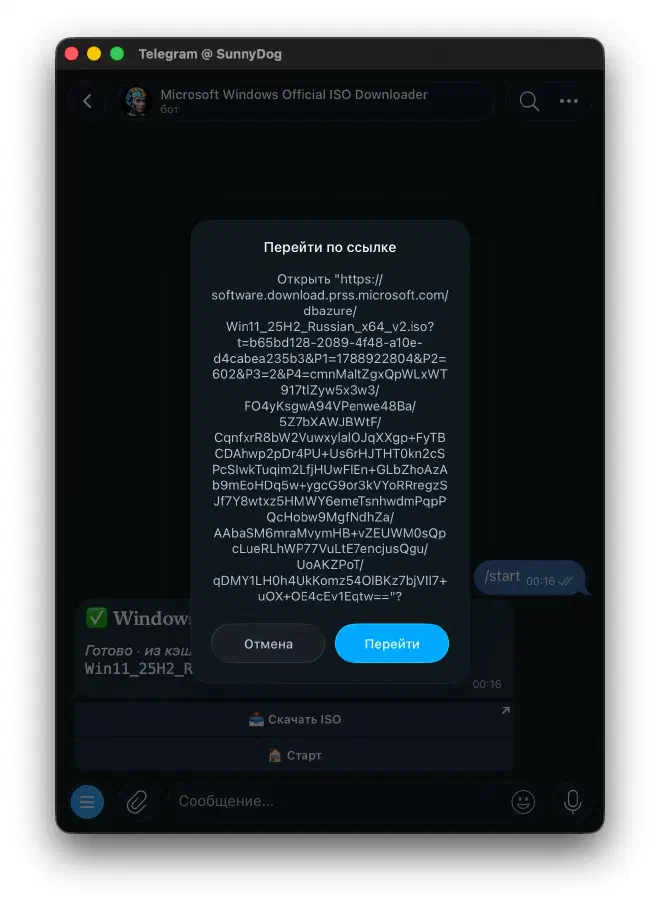 Telegram @ SunnyDog
Microsoft Windows Official ISO Downloader
бот
Перейти по ссылке
Открыть "https://
software.download.prss.microsoft.com/
dbazure/
Win11_25H2_Russian_x64_v2.iso?
t=b65bd128-2089-4f48-a10e-
d4cabea235b3&P1=1788922804&P2=
602&P3=2&P4=cmnMaltZgxQpWLxWT
917tIZyw5x3w3/
FO4yKsgwA94VPenwe48Ba/
5Z7bXAWJBWtF/
CqnfxrR8bW2VuwxylalOJqXXgp+FyTB
CDAhwp2pDr4PU+Us6rHJTHT0kn2cS
PcSIwkTuqim2LfjHUwFlEn+GLbZhoAzA
b9mEoHDq5w+ygcG9or3kVYoRRregzS
Jf7Y8wtxz5HMWY6emeTsnhwdmPqpP
QcHobw9MgfNdhZa/
AAbaSM6mraMvymHB+vZEUWM0sQp
cLueRLhWP77VuLtE7encjusQgu/
UoAKZPoT/
qDMY1LH0h4UkKomz54OlBKz7bjVII7+
uOX+OE4cEv1Eqtw=="?
Отмена
Перейти
/start 00:16
Windows
Готово · из кэш
Win11_25H2_R
00:16
Скачать ISO
Старт
Сообщение...